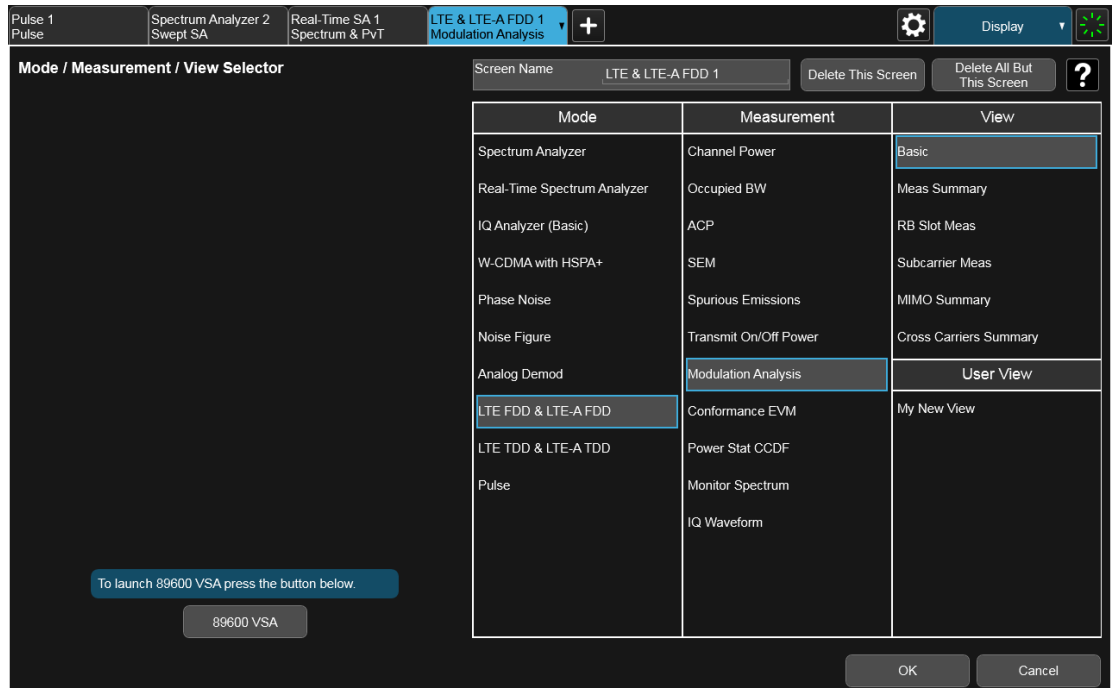 Pulse 1
Pulse
Spectrum Analyzer 2
Swept SA
Real-Time SA 1
Spectrum & PvT
LTE & LTE-A FDD 1
Modulation Analysis
Display
Mode / Measurement / View Selector
Screen Name
LTE & LTE-A FDD 1
Delete This Screen
Delete All But
This Screen
?
Mode
Spectrum Analyzer
Real-Time Spectrum Analyzer
IQ Analyzer (Basic)
W-CDMA with HSPA+
Phase Noise
Noise Figure
Analog Demod
LTE FDD & LTE-A FDD
LTE TDD & LTE-A TDD
Pulse
Measurement
Channel Power
Occupied BW
ACP
SEM
Spurious Emissions
Transmit On/Off Power
Modulation Analysis
Conformance EVM
Power Stat CCDF
Monitor Spectrum
IQ Waveform
View
Basic
Meas Summary
RB Slot Meas
Subcarrier Meas
MIMO Summary
Cross Carriers Summary
User View
My New View
To launch 89600 VSA press the button below.
89600 VSA
OK
Cancel